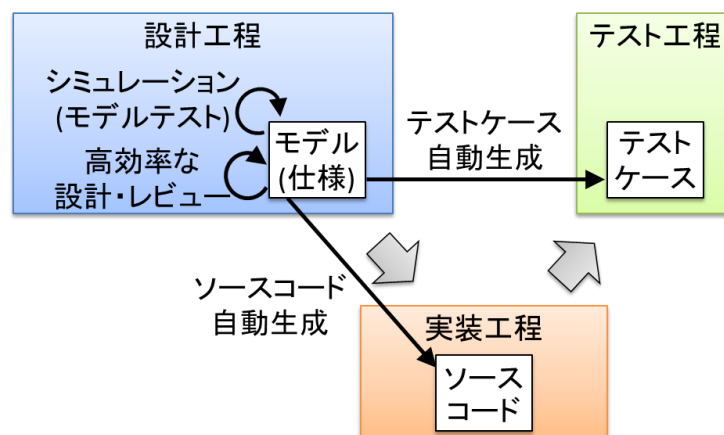 設計工程
シミュレーション
(モデルテスト)
高効率な
設計・レビュー
モデル
(仕様)
テストケース
自動生成
テスト工程
テスト
ケース
ソースコード
自動生成
実装工程
ソース
コード